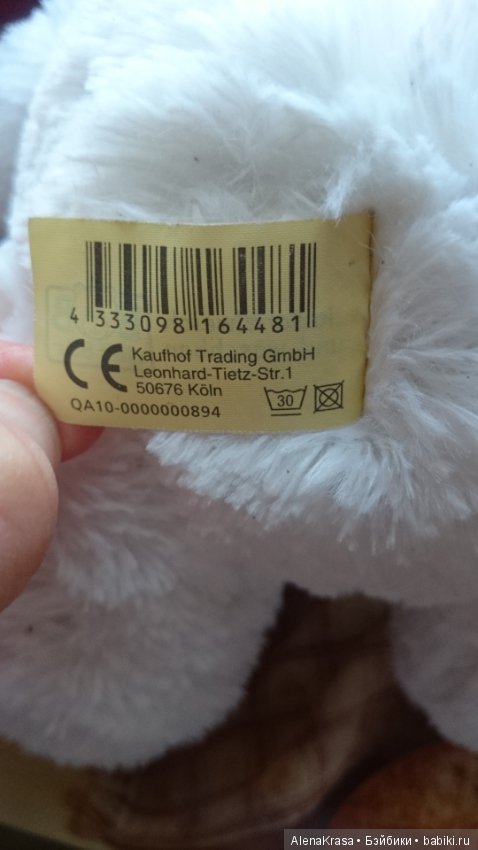 4 333098 164481
CE
Kaufhof Trading GmbH
Leonhard-Tietz-Str.1
50676 Köln
QA10-0000000894
30
AlenaKrasa • Бэйбики • babiki.ru